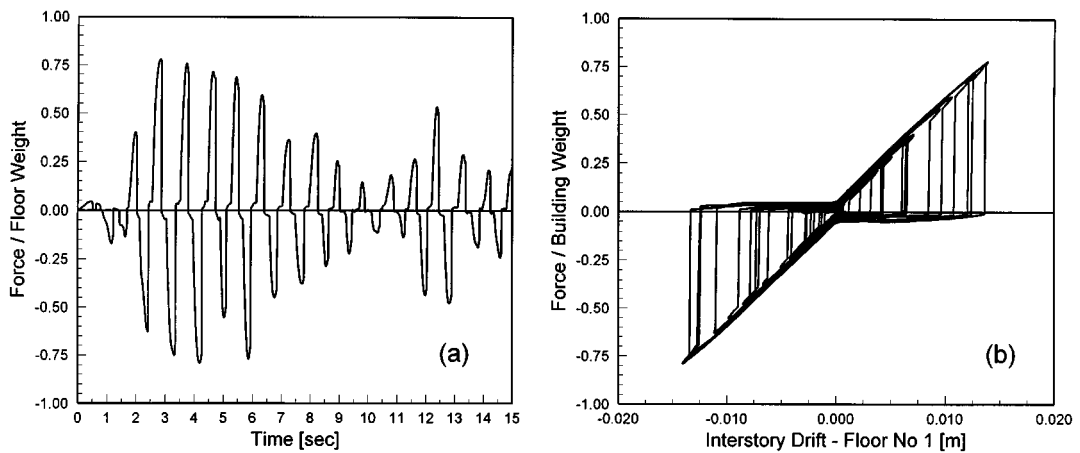 1.00
0.75
0.50
0.25
0.00
-0.25
-0.50
-0.75
-1.00
Force / Floor Weight
0 1 2 3 4 5 6 7 8 9 10 11 12 13 14 15
Time [sec]
(a)
1.00
0.75
0.50
0.25
0.00
-0.25
-0.50
-0.75
-1.00
Force / Building Weight
-0.020 -0.010 0.000 0.010 0.020
Interstory Drift - Floor No 1 [m]
(b)